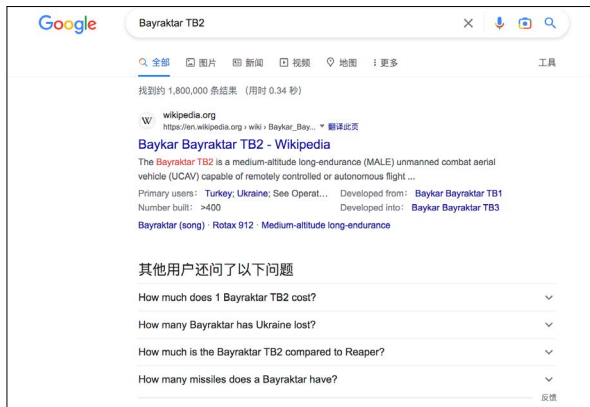 Google
Bayraktar TB2
全部 图片 新闻 视频 地图 更多 工具
找到约 1,800,000 条结果 （用时 0.34 秒）
W
wikipedia.org
https://en.wikipedia.org › wiki › Baykar_Bay... 翻译此页
Baykar Bayraktar TB2 - Wikipedia
The Bayraktar TB2 is a medium-altitude long-endurance (MALE) unmanned combat aerial
vehicle (UCAV) capable of remotely controlled or autonomous flight ...
Primary users： Turkey; Ukraine; See Operat… Developed from： Baykar Bayraktar TB1
Number built： >400 Developed into： Baykar Bayraktar TB3
Bayraktar (song) · Rotax 912 · Medium-altitude long-endurance
其他用户还问了以下问题
How much does 1 Bayraktar TB2 cost?
How many Bayraktar has Ukraine lost?
How much is the Bayraktar TB2 compared to Reaper?
How many missiles does a Bayraktar have?
反馈